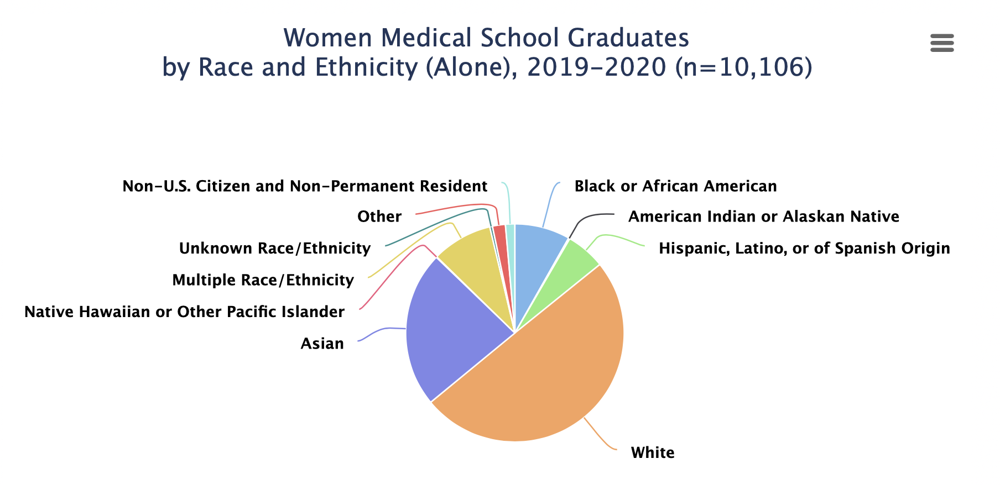 Women Medical School Graduates
by Race and Ethnicity (Alone), 2019-2020 (n=10,106)
Non-U.S. Citizen and Non-Permanent Resident
Black or African American
Other
American Indian or Alaskan Native
Unknown Race/Ethnicity
Hispanic, Latino, or of Spanish Origin
Multiple Race/Ethnicity
Native Hawaiian or Other Pacific Islander
Asian
White